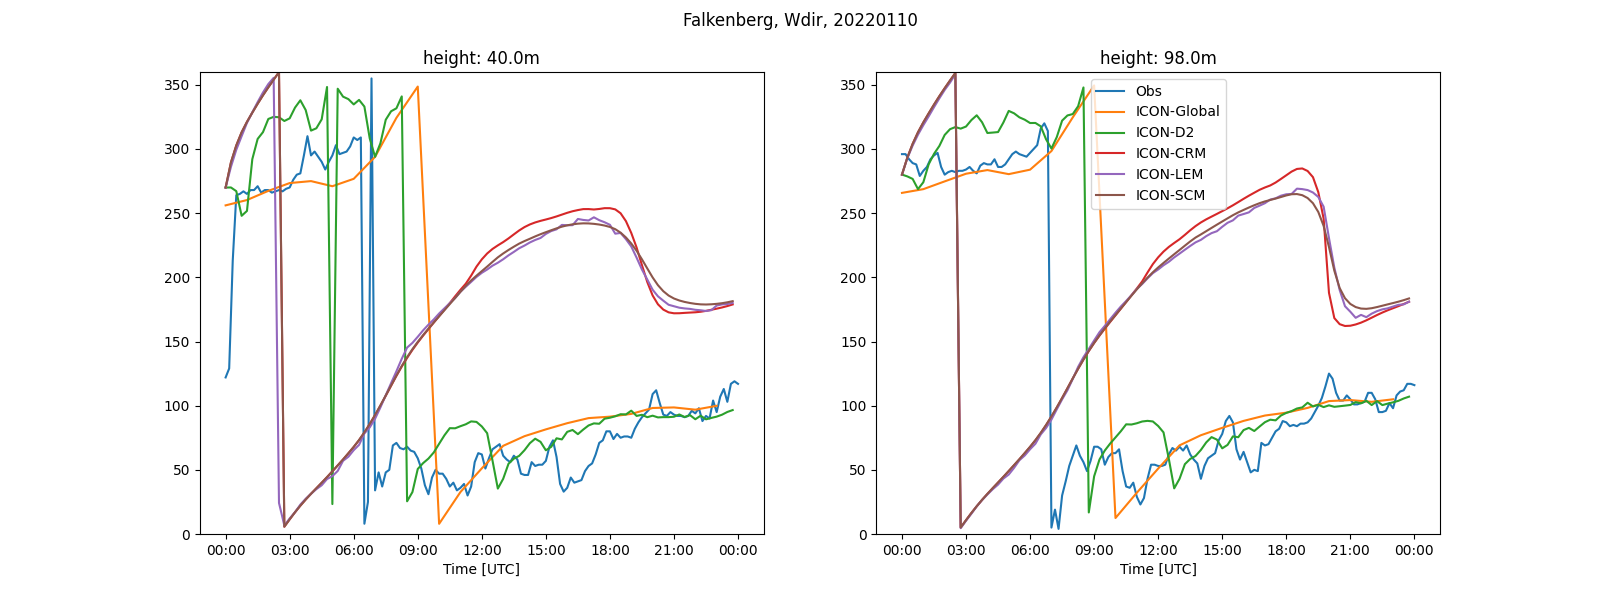 Falkenberg, Wdir, 20220110
height: 40.0m
350
300
250
200
150
100
50
0
00:00 03:00 06:00 09:00 12:00 15:00 18:00 21:00 00:00
Time [UTC]
height: 98.0m
350
300
250
200
150
100
50
0
Obs
ICON-Global
ICON-D2
ICON-CRM
ICON-LEM
ICON-SCM
00:00 03:00 06:00 09:00 12:00 15:00 18:00 21:00 00:00
Time [UTC]